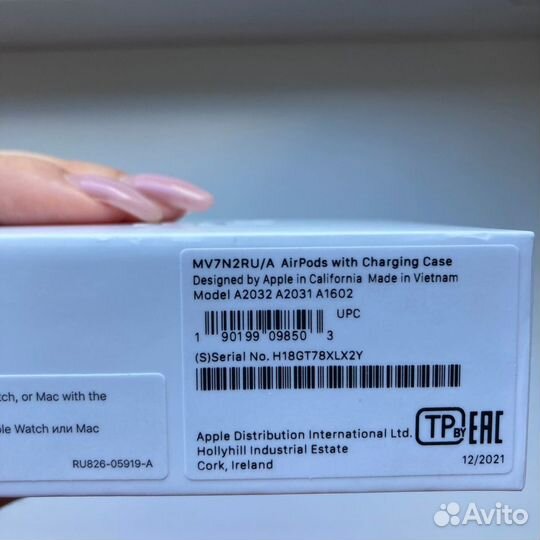 MV7N2RU/A AirPods with Charging Case
Designed by Apple in California Made in Vietnam
Model A2032 A2031 A1602
UPC
1 90199 09850 3
(S)Serial No. H18GT78XLX2Y
Apple Distribution International Ltd.
Hollyhill Industrial Estate
Cork, Ireland
TP BY EAC
12/2021
tch, or Mac with the
ple Watch или Mac
RU826-05919-A
Avito